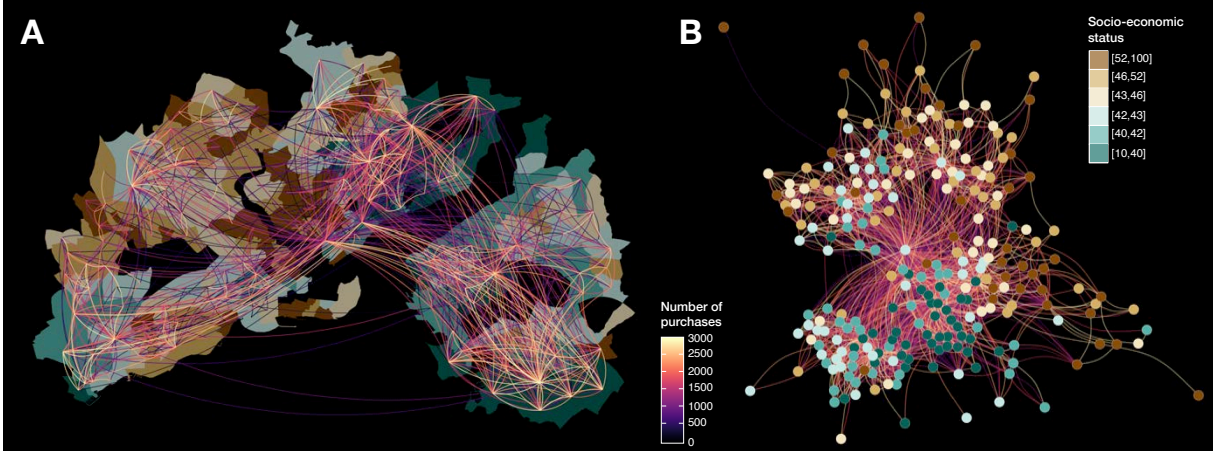 A
B
Socio-economic
status
[52,100]
[46,52]
[43,46]
[42,43]
[40,42]
[10,40]
Number of
purchases
3000
2500
2000
1500
1000
500
0